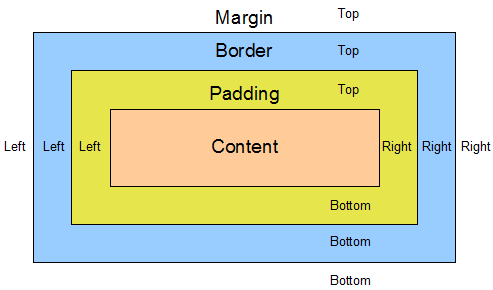 Margin Top
Border Top
Padding Top
Left Left Left Content Right Right Right
Bottom
Bottom
Bottom